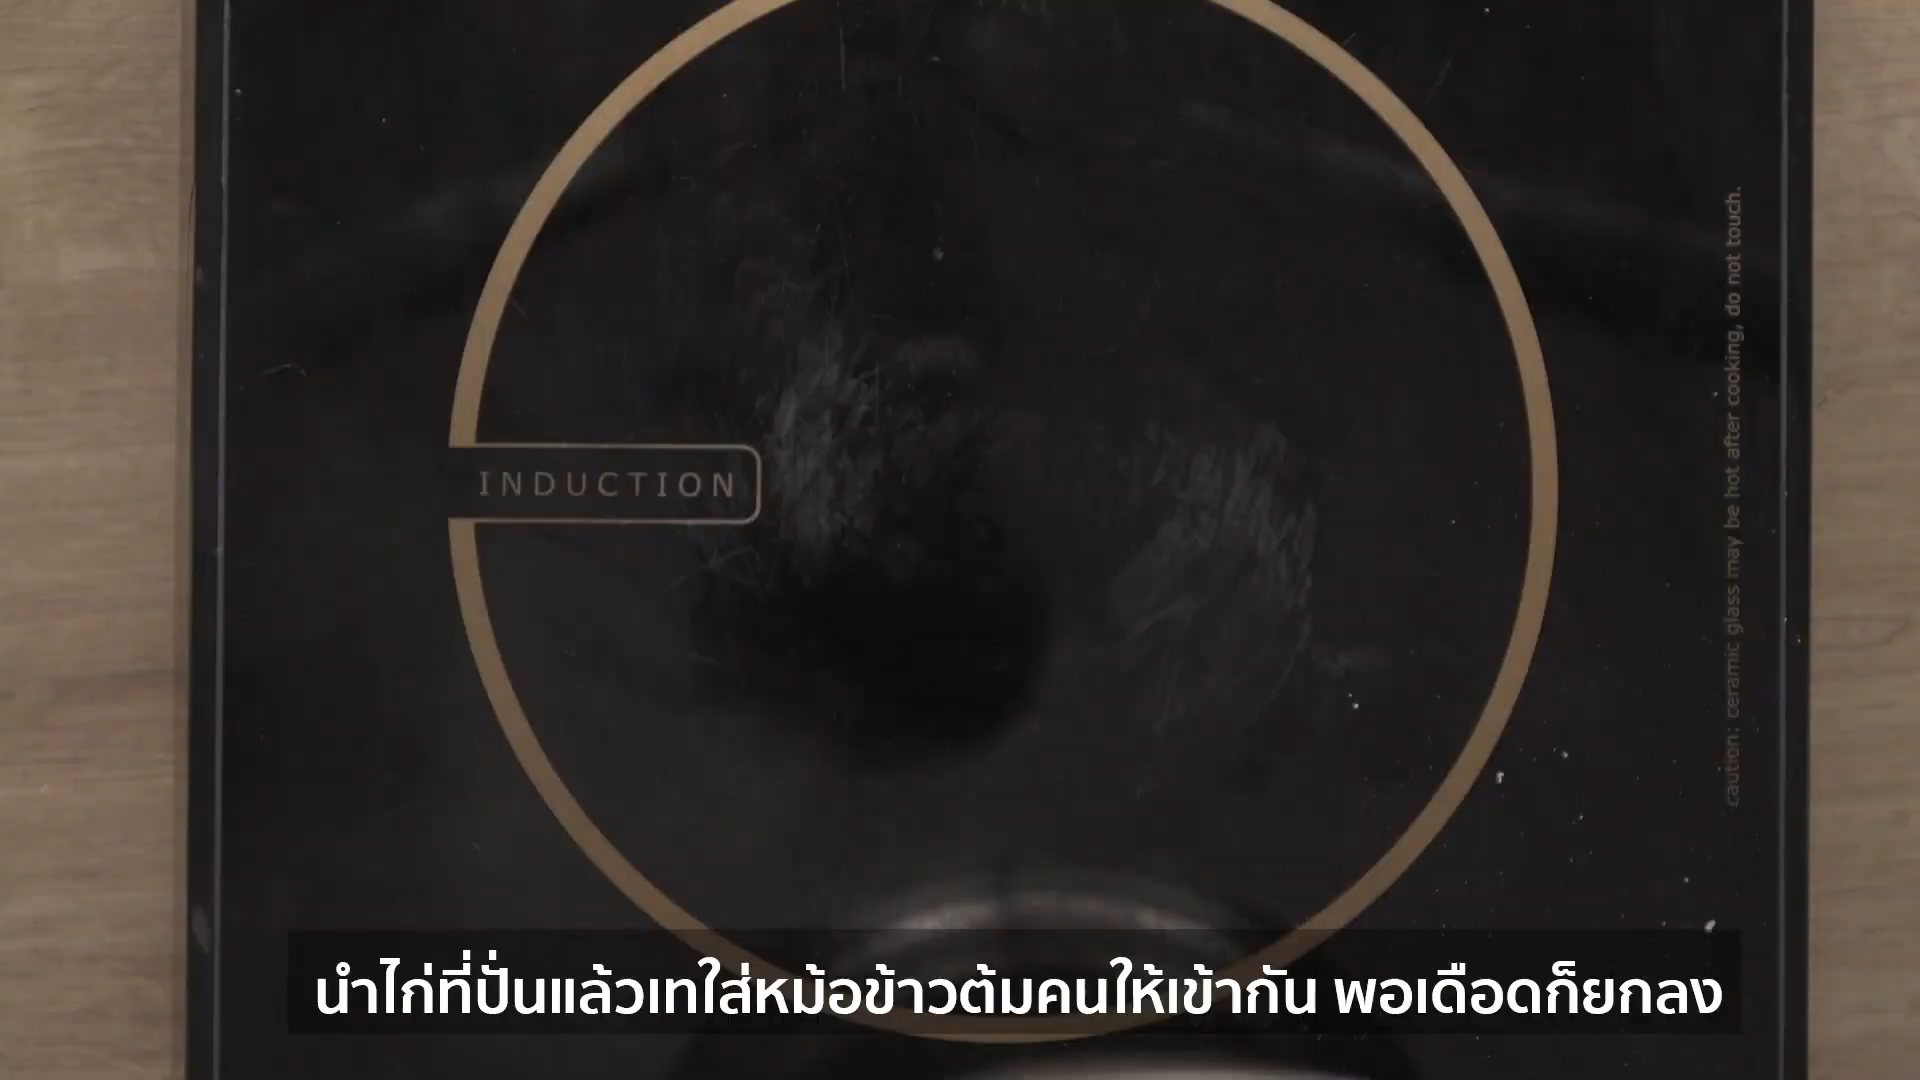 INDUCTION
caution: ceramic glass may be hot after cooking, do not touch.
นำไก่ที่ปั่นแล้วเทใส่หม้อข้าวต้มคนให้เข้ากัน พอเดือดก็ยกลง